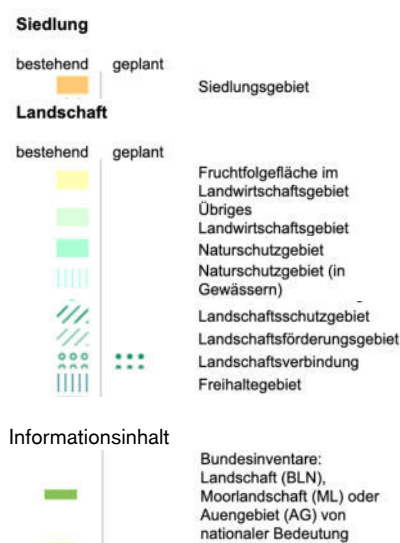 Siedlung
bestehend geplant
Siedlungsgebiet
Landschaft
bestehend geplant
Fruchtfolgefläche im
Landwirtschaftsgebiet
Übriges
Landwirtschaftsgebiet
Naturschutzgebiet
Naturschutzgebiet (in
Gewässern)
Landschaftsschutzgebiet
Landschaftsförderungsgebiet
Landschaftsverbindung
Freihaltegebiet
Informationsinhalt
Bundesinventare:
Landschaft (BLN),
Moorlandschaft (ML) oder
Auengebiet (AG) von
nationaler Bedeutung